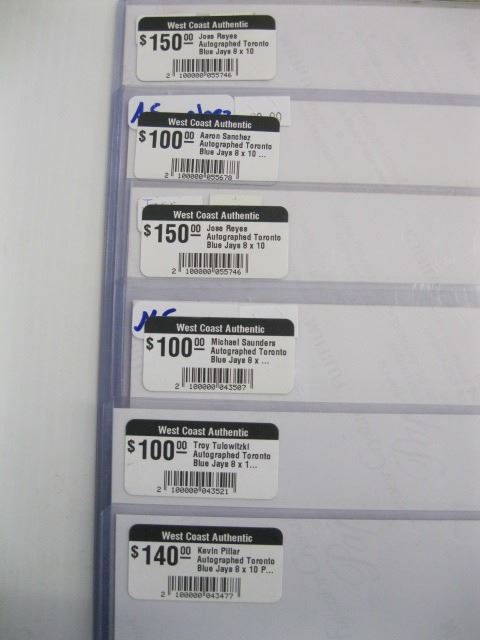 West Coast Authentic
$150 00 Jose Reyes
Autographed Toronto
Blue Jays 8 x 10
2 100000 055746
West Coast Authentic
$100 00 Aaron Sanchez
Autographed Toronto
Blue Jays 8 x 10 ...
2 100000 055678
West Coast Authentic
$150 00 Jose Reyes
Autographed Toronto
Blue Jays 8 x 10
2 100000 055746
West Coast Authentic
$100 00 Michael Saunders
Autographed Toronto
Blue Jays 8 x ...
2 100000 043507
West Coast Authentic
$100 00 Troy Tulowitzki
Autographed Toronto
Blue Jays 8 x 1...
2 100000 043521
West Coast Authentic
$140 00 Kevin Pillar
Autographed Toronto
Blue Jays 8 x 10 P...
2 100000 043477